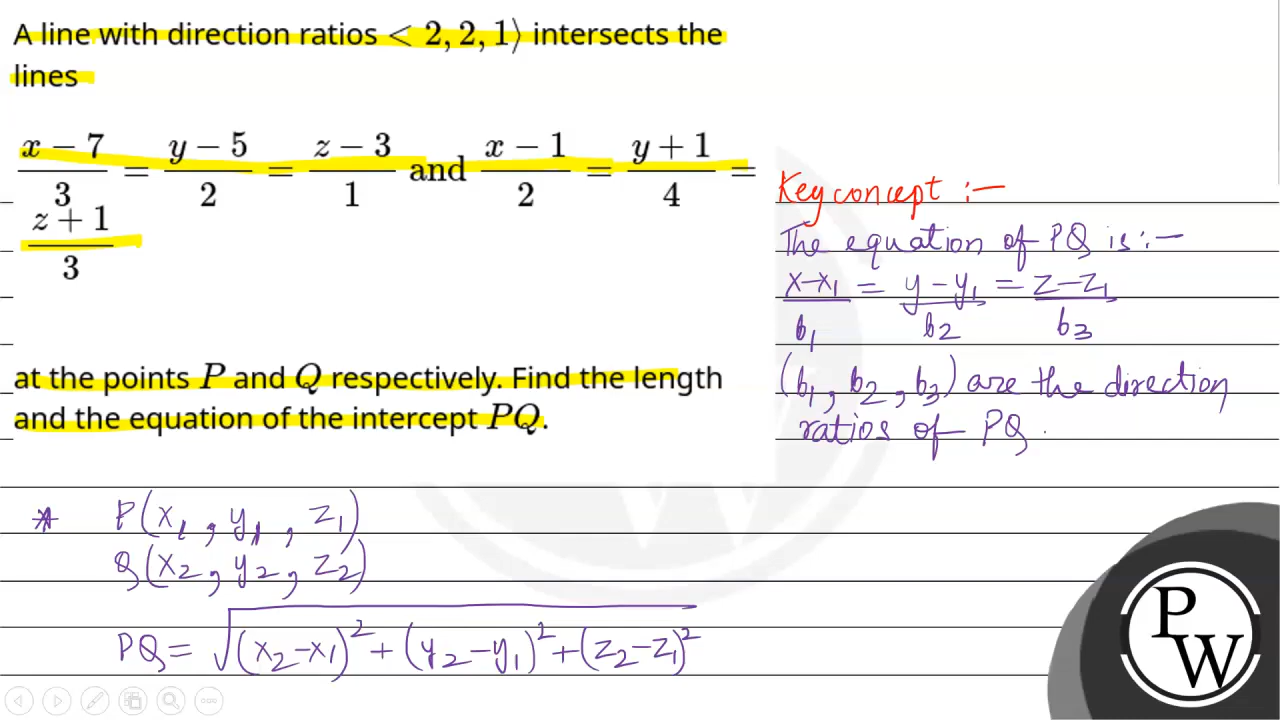 A line with direction ratios < 2, 2, 1⟩ intersects the
lines
x − 7 / 3 = y − 5 / 2 = z − 3 / 1 and x − 1 / 2 = y + 1 / 4 =
z + 1 / 3
at the points P and Q respectively. Find the length
and the equation of the intercept PQ.
Key concept :−
The equation of PQ is :−
x−x₁ / b₁ = y−y₁ / b₂ = z−z₁ / b₃
(b₁, b₂, b₃) are the direction
ratios of PQ.
* P(x₁, y₁, z₁)
Q(x₂, y₂, z₂)
PQ = √(x₂−x₁)² + (y₂−y₁)² + (z₂−z₁)²
PW